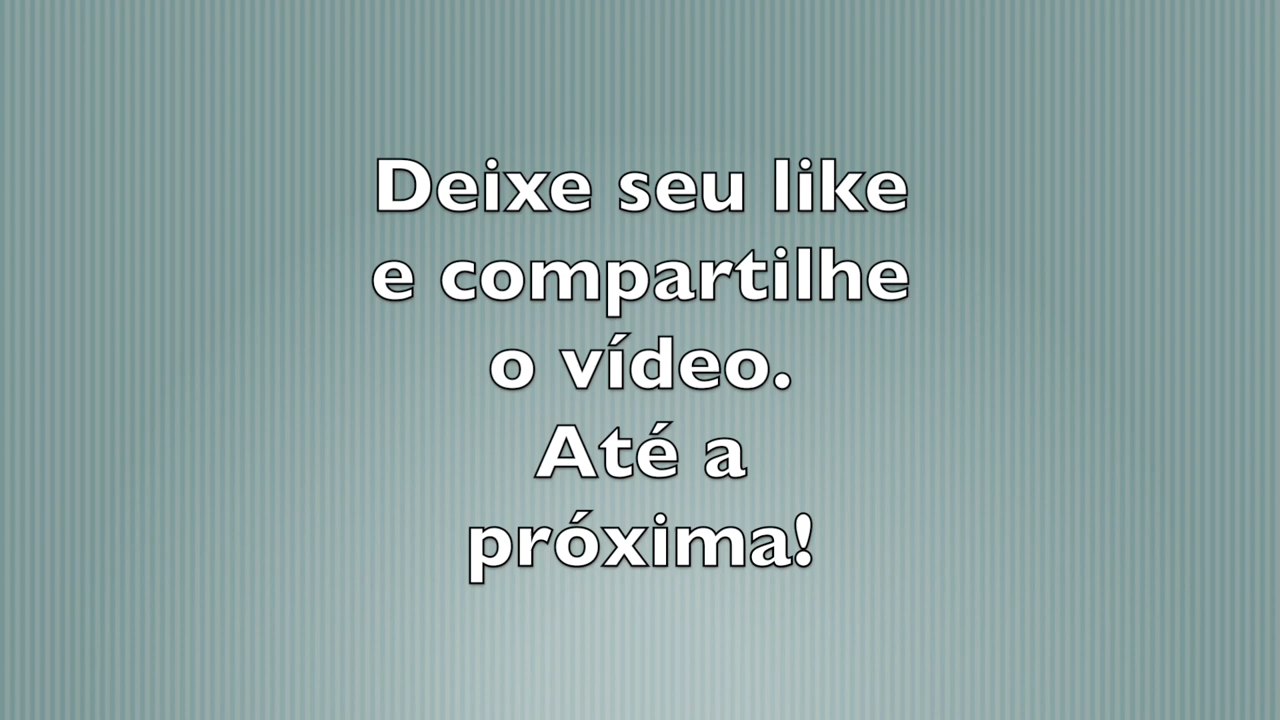 Deixe seu like
e compartilhe
o vídeo.
Até a
próxima!